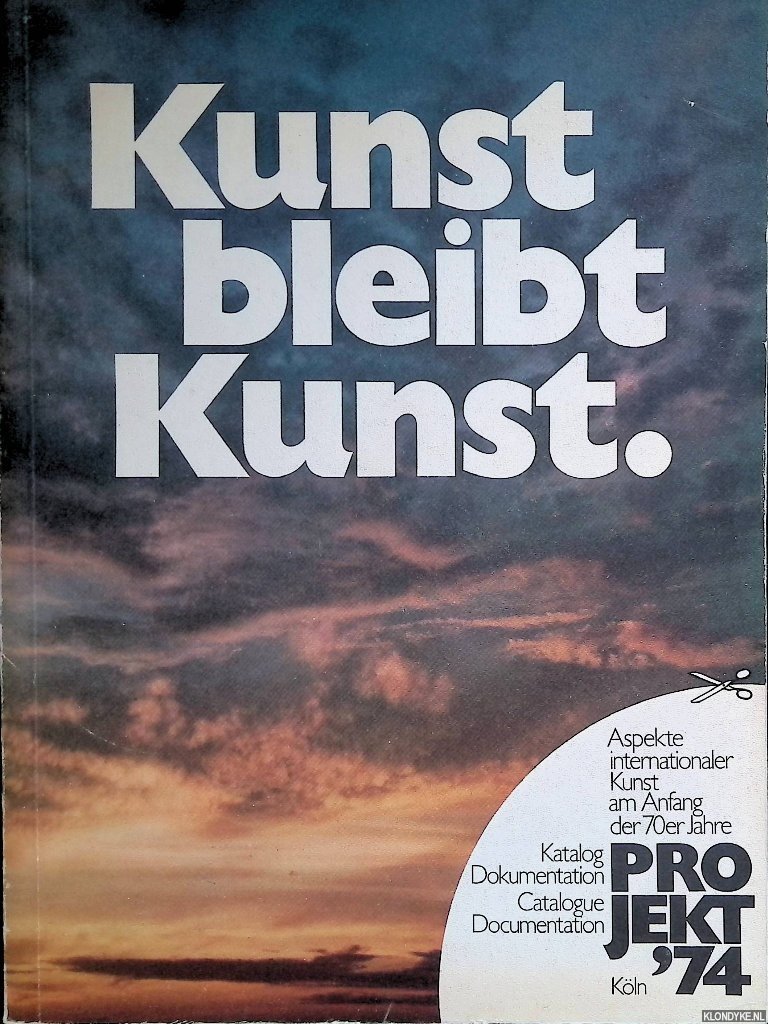 Kunst
bleibt
Kunst.
Aspekte
internationaler
Kunst
am Anfang
der 70er Jahre
Katalog
Dokumentation
Catalogue
Documentation
PRO
JEKT
'74
Köln
KLONDYKE.NL